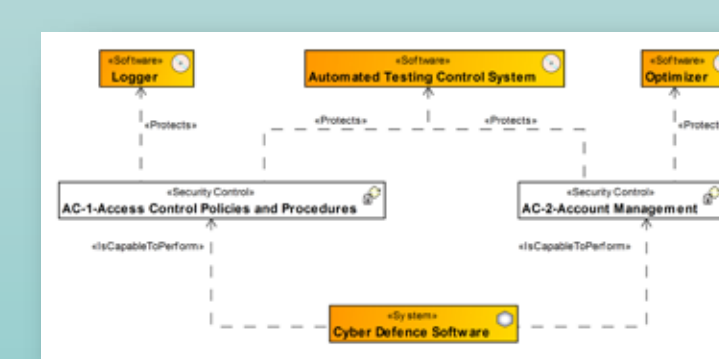 «Software»
Logger
«Software»
Automated Testing Control System
«Software»
Optimizer
«Protects»
«Protects»
«Protects»
«Protect
«Security Control»
AC-1-Access Control Policies and Procedures
«Security Control»
AC-2-Account Management
«IsCapableToPerform»
«IsCapableToPerform»
«System»
Cyber Defence Software